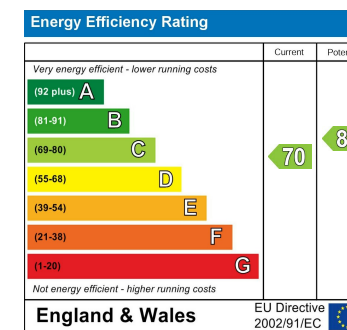 Energy Efficiency Rating
Current
Very energy efficient - lower running costs
(92 plus) A
(81-91) B
(69-80) C
(55-68) D
(39-54) E
(21-38) F
(1-20) G
70
Not energy efficient - higher running costs
England & Wales
EU Directive
2002/91/EC